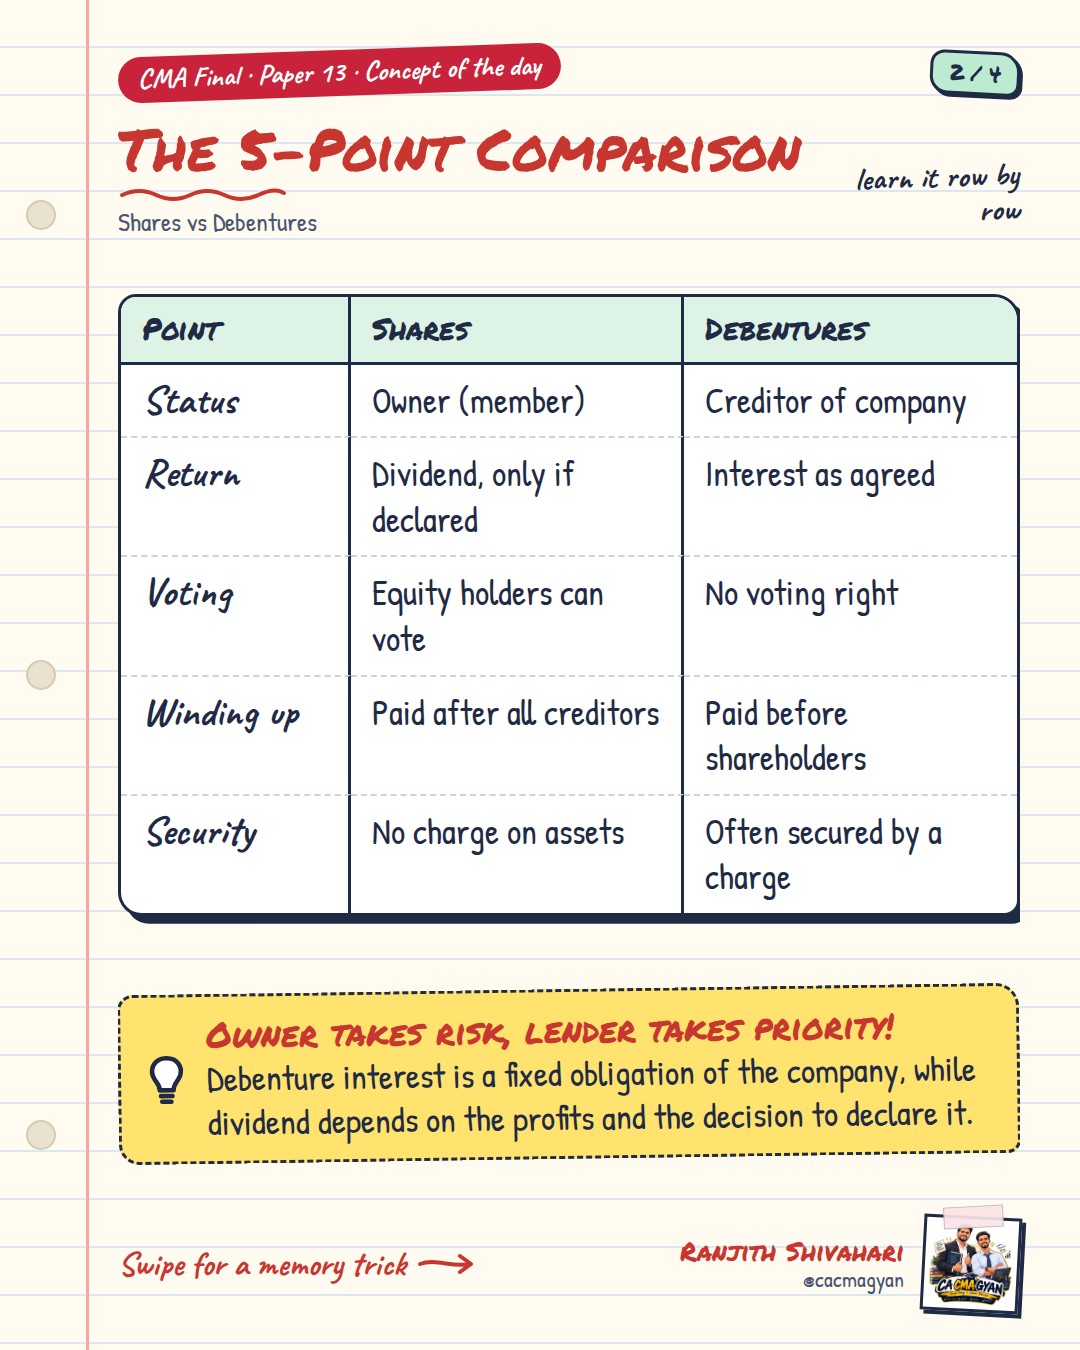 CMA Final · Paper 13 · Concept of the day
2/4
The 5-Point Comparison
learn it row by
row
Shares vs Debentures
Point Shares Debentures
Status Owner (member) Creditor of company
Return Dividend, only if Interest as agreed
declared
Voting Equity holders can No voting right
vote
Winding up Paid after all creditors Paid before
shareholders
Security No charge on assets Often secured by a
charge
Owner takes risk, lender takes priority!
Debenture interest is a fixed obligation of the company, while
dividend depends on the profits and the decision to declare it.
Swipe for a memory trick
Ranjith Shivahari
@cacmagyan
CA CMA GYAN